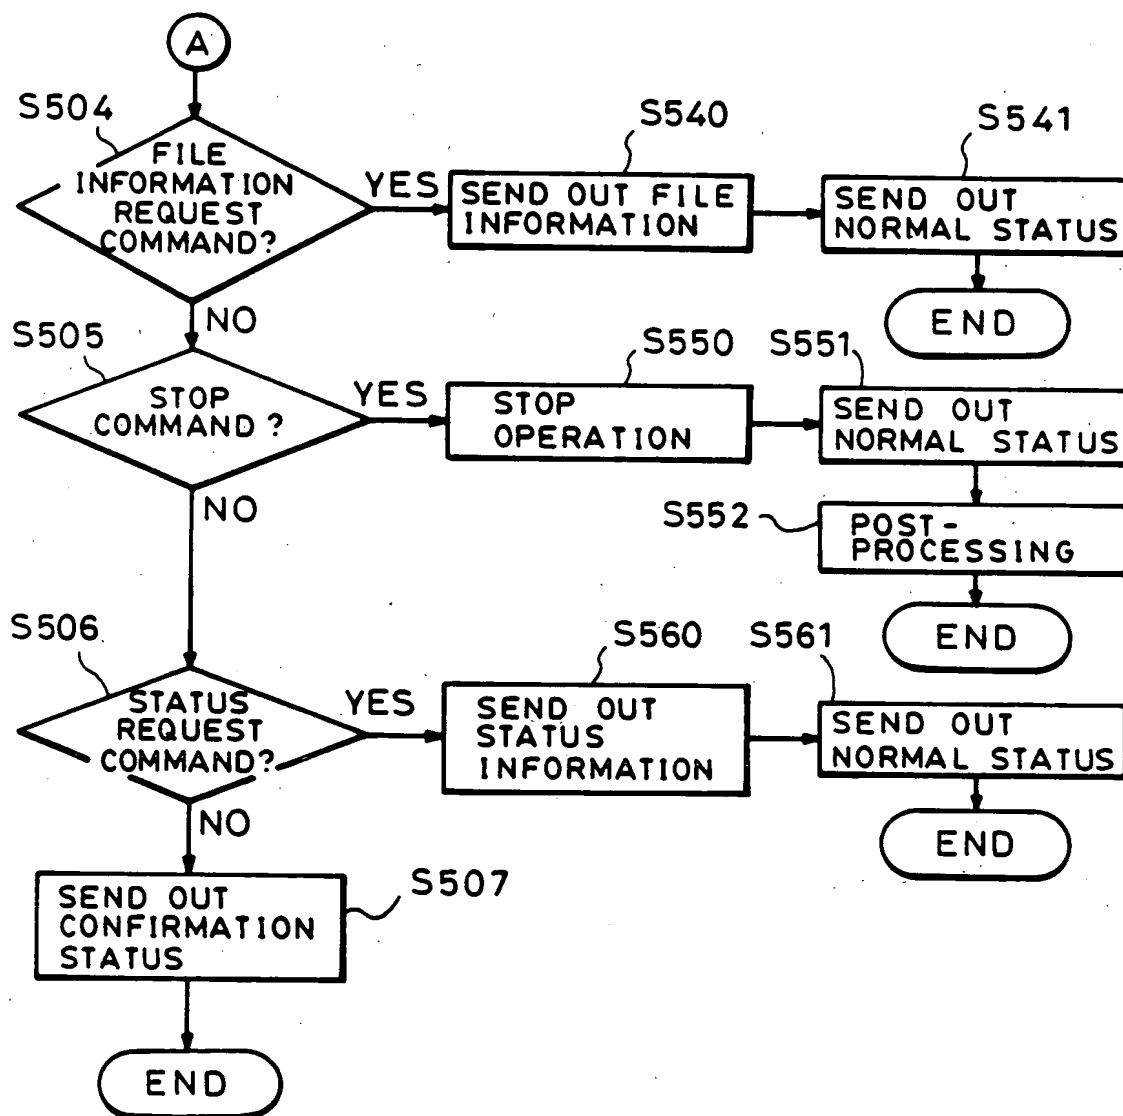 A
S504
FILE
INFORMATION
REQUEST
COMMAND?
YES
S540
SEND OUT FILE
INFORMATION
S541
SEND OUT
NORMAL STATUS
END
NO
S505
STOP
COMMAND ?
YES
S550
STOP
OPERATION
S551
SEND OUT
NORMAL STATUS
S552
POST-
PROCESSING
END
NO
S506
STATUS
REQUEST
COMMAND?
YES
S560
SEND OUT
STATUS
INFORMATION
S561
SEND OUT
NORMAL STATUS
END
NO
S507
SEND OUT
CONFIRMATION
STATUS
END